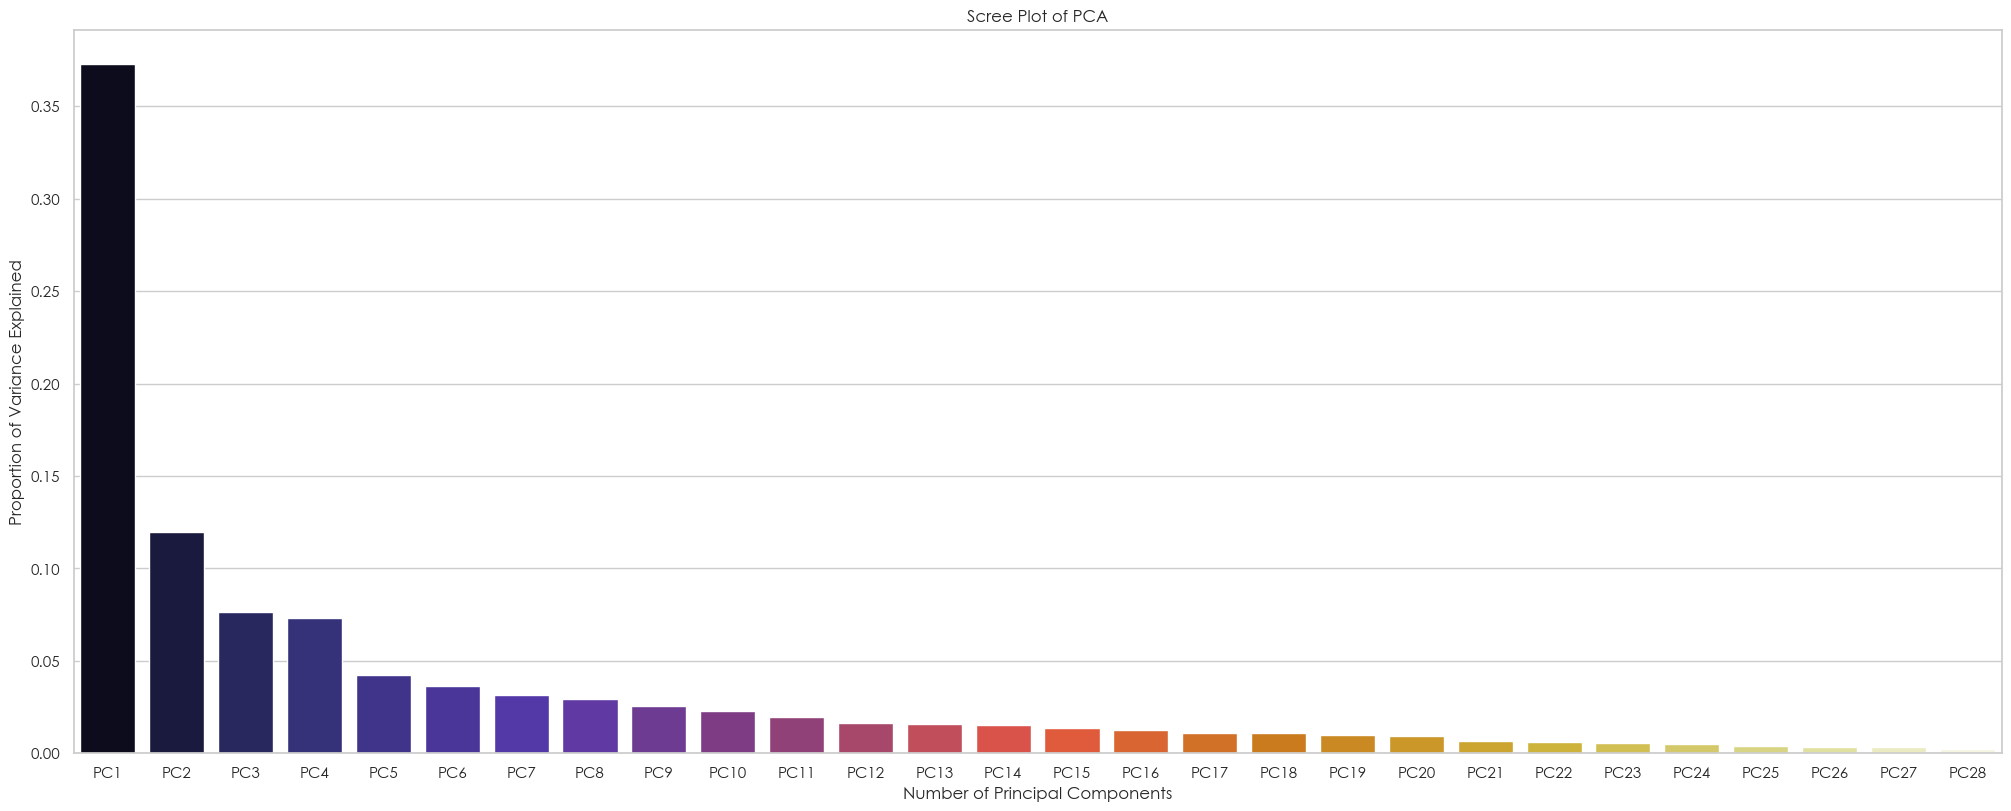 Scree Plot of PCA
Proportion of Variance Explained
0.35
0.30
0.25
0.20
0.15
0.10
0.05
0.00
PC1 PC2 PC3 PC4 PC5 PC6 PC7 PC8 PC9 PC10 PC11 PC12 PC13 PC14 PC15 PC16 PC17 PC18 PC19 PC20 PC21 PC22 PC23 PC24 PC25 PC26 PC27 PC28
Number of Principal Components